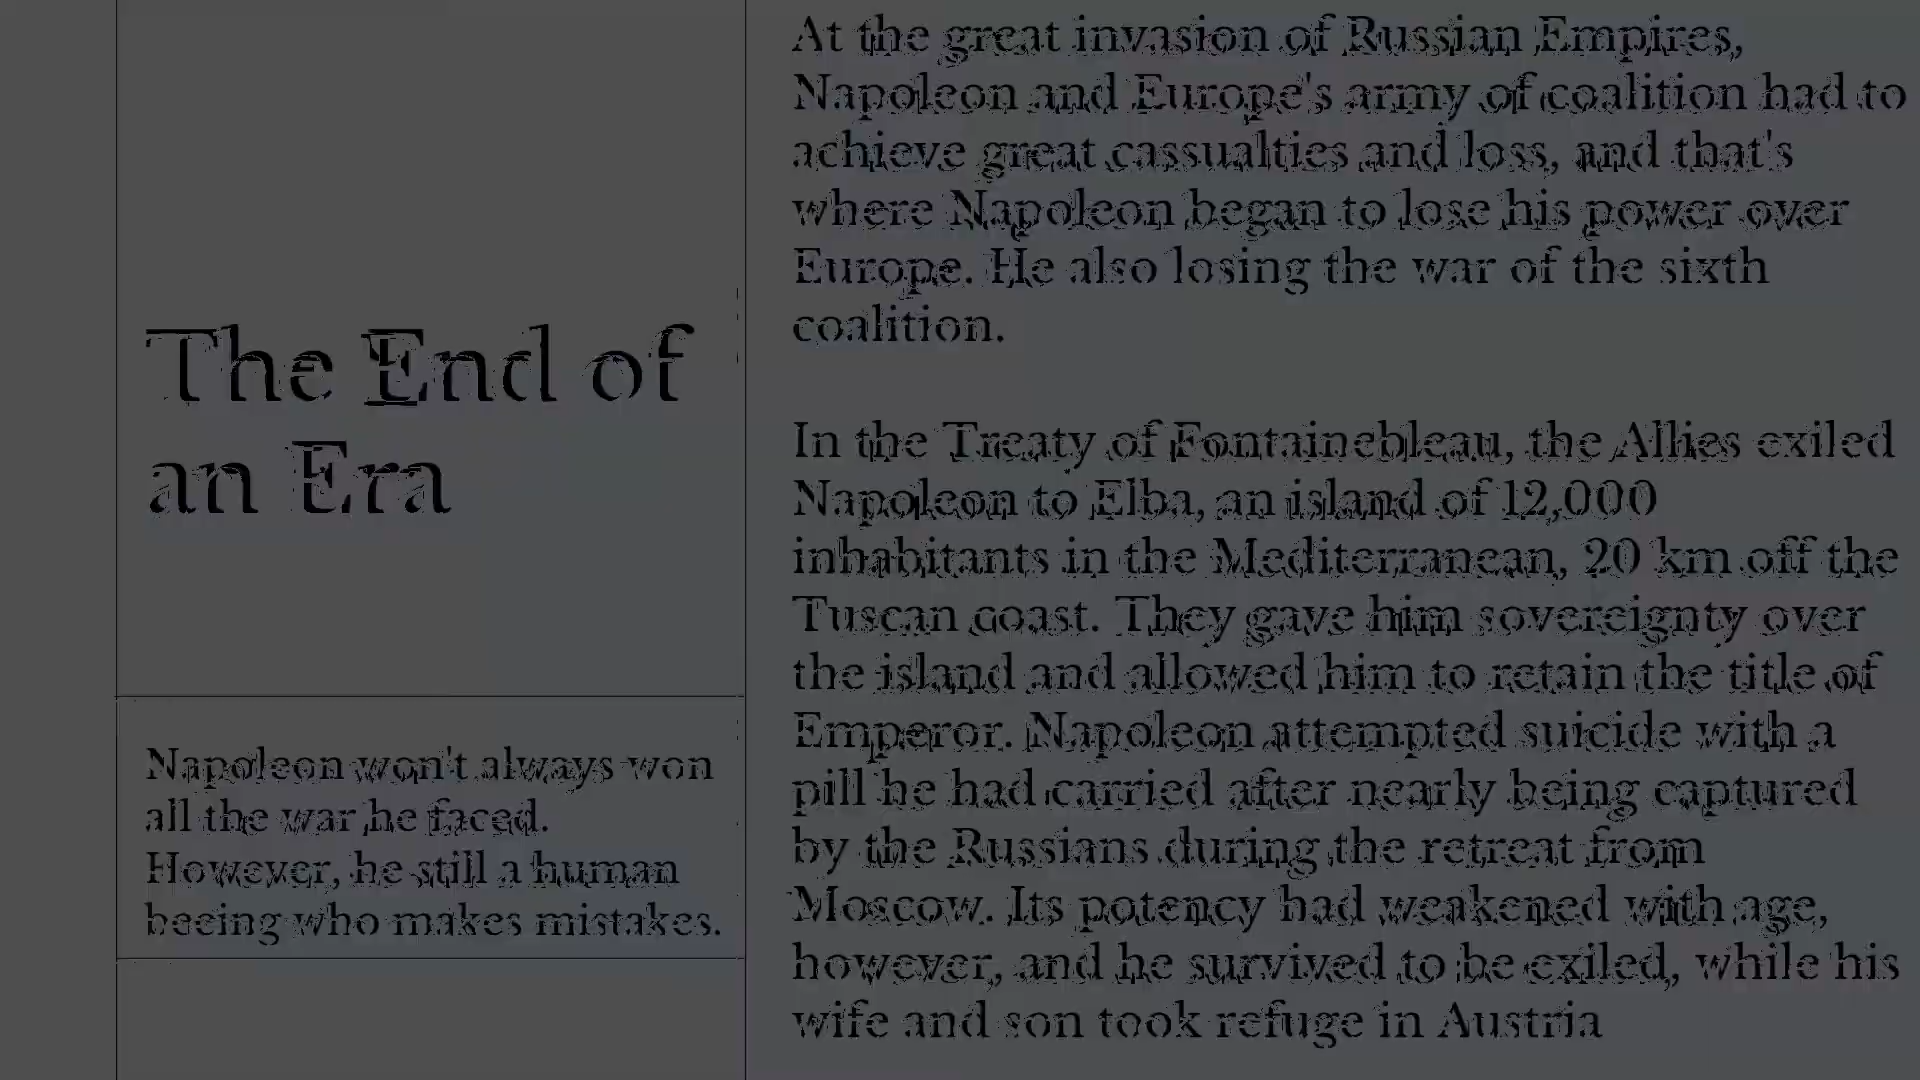 The End of
an Era
Napoleon won't always won
all the war he faced.
However, he still a human
beeing who makes mistakes.
At the great invasion of Russian Empires,
Napoleon and Europe's army of coalition had to
achieve great cassualties and loss, and that's
where Napoleon began to lose his power over
Europe. He also losing the war of the sixth
coalition.
In the Treaty of Fontainebleau, the Allies exiled
Napoleon to Elba, an island of 12,000
inhabitants in the Mediterranean, 20 km off the
Tuscan coast. They gave him sovereignty over
the island and allowed him to retain the title of
Emperor. Napoleon attempted suicide with a
pill he had carried after nearly being captured
by the Russians during the retreat from
Moscow. Its potency had weakened with age,
however, and he survived to be exiled, while his
wife and son took refuge in Austria